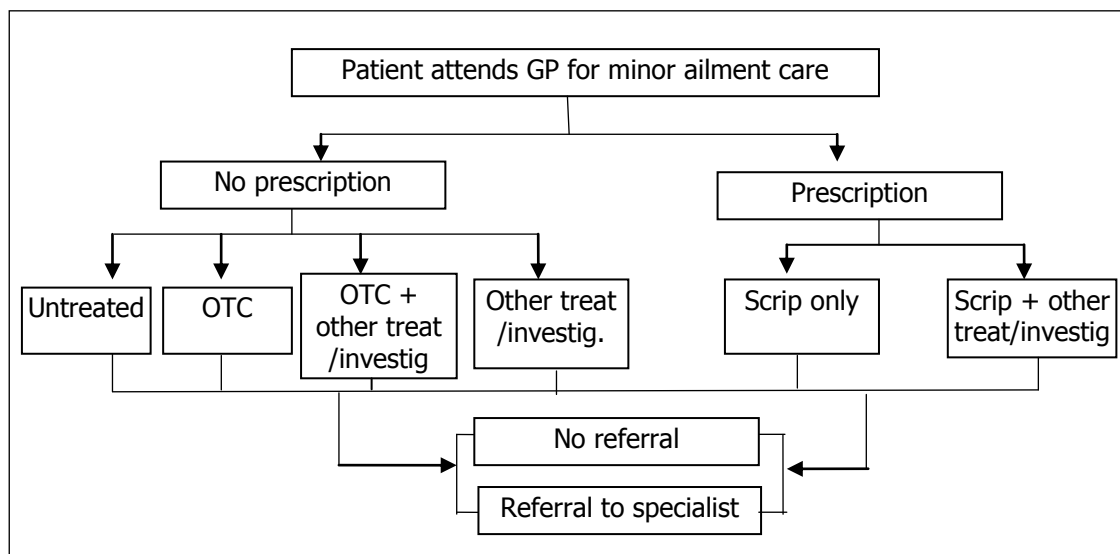 Patient attends GP for minor ailment care
No prescription
Prescription
Untreated
OTC
OTC +
other treat
/investig
Other treat
/investig.
Scrip only
Scrip + other
treat/investig
No referral
Referral to specialist